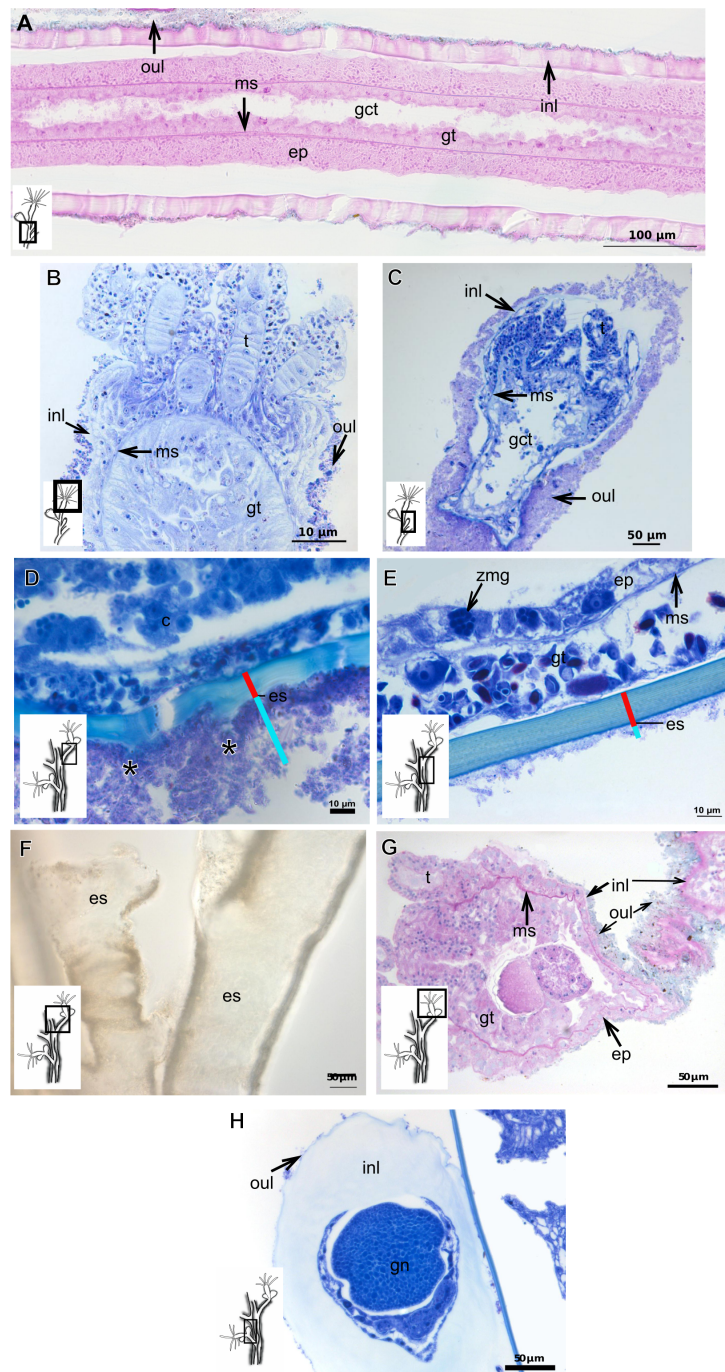 A
oul
ms
gct
inl
gt
ep
100 µm
B
t
inl
ms
oul
gt
10 µm
C
inl
t
ms
gct
oul
50 µm
D
c
es
* *
10 µm
E
zmg
ep
ms
gt
es
10 µm
F
es
es
50µm
G
t
inl
oul
ms
gt
ep
50µm
H
oul
inl
gn
50µm